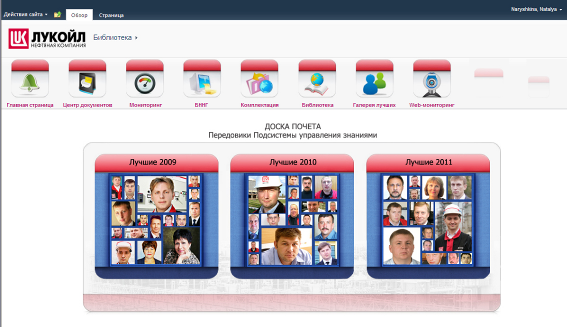 Действия сайта
Обзор
Страница
Naryshkina, Natalya
ЛУКОЙЛ
НЕФТЯНАЯ КОМПАНИЯ
Библиотека
Главная страница
Центр документов
Мониторинг
БННГ
Комплектация
Библиотека
Галерея лучших
Web-мониторинг
ДОСКА ПОЧЕТА
Передовики Подсистемы управления знаниями
Лучшие 2009
Лучшие 2010
Лучшие 2011